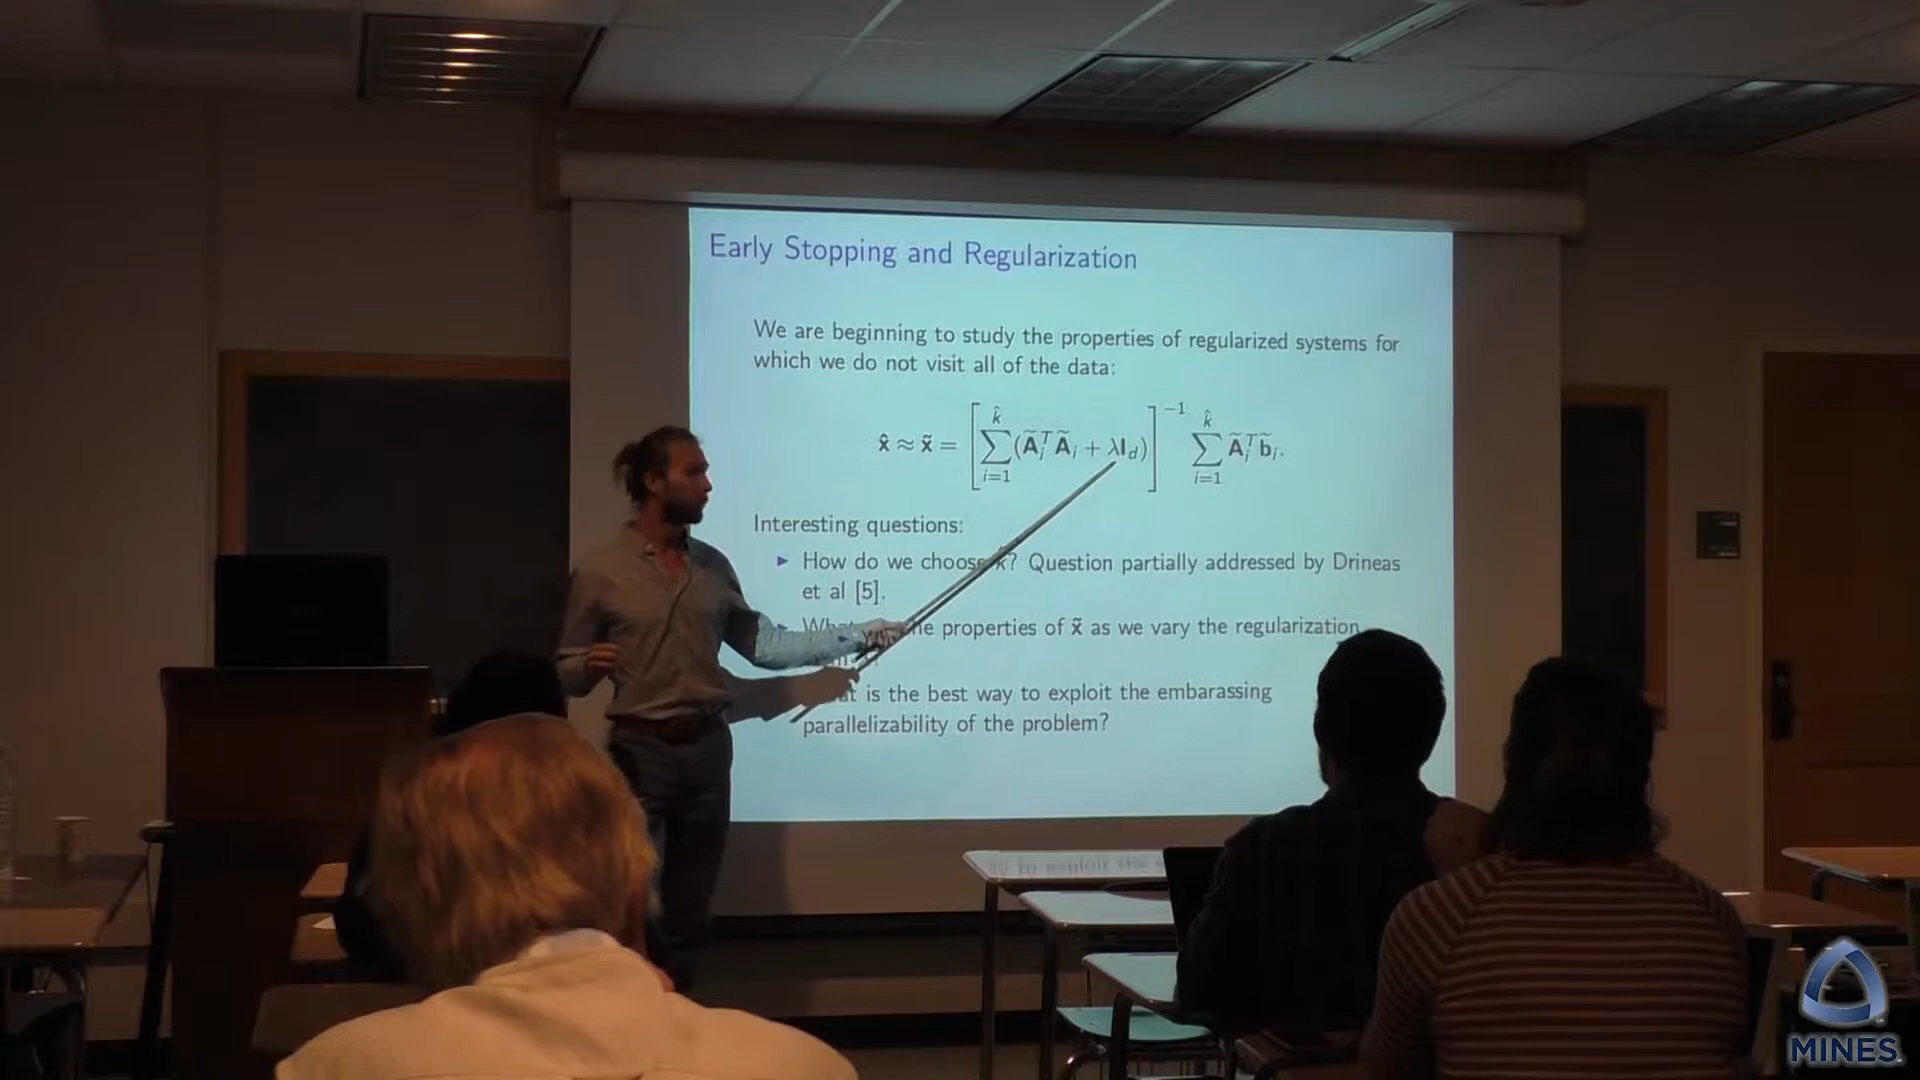 Early Stopping and Regularization
We are beginning to study the properties of regularized systems for
which we do not visit all of the data:
x̂ ≈ x̃ = [∑_{i=1}^{k̂} (Ã_i^T Ã_i + λI_d)]^{−1} ∑_{i=1}^{k̂} Ã_i^T b̃_i.
Interesting questions:
▶ How do we choose k̂? Question partially addressed by Drineas
et al [5].
properties of x̃ as we vary the regularization
is the best way to exploit the embarassing
parallelizability of the problem?
MINES